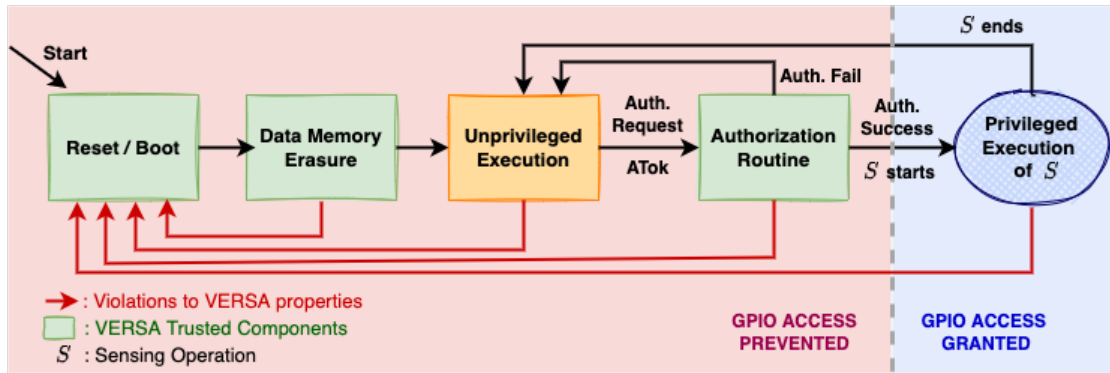 Start
S ends
Auth. Fail
Reset / Boot
Data Memory
Erasure
Unprivileged
Execution
Auth.
Request
ATok
Authorization
Routine
Auth.
Success
S starts
Privileged
Execution
of S
: Violations to VERSA properties
: VERSA Trusted Components
S : Sensing Operation
GPIO ACCESS
PREVENTED
GPIO ACCESS
GRANTED